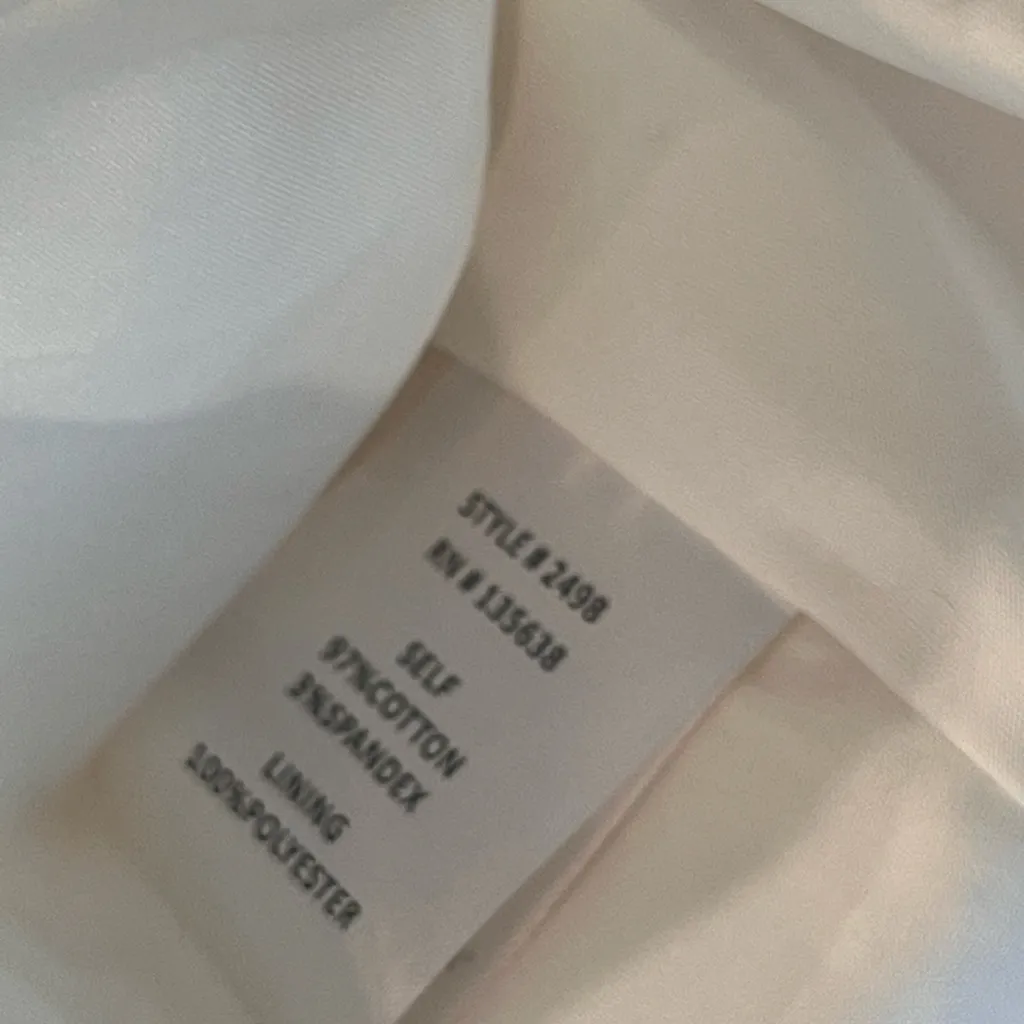 STYLE # 2498
RN # 135638
SELF
97%COTTON
3%SPANDEX
LINING
100%POLYESTER